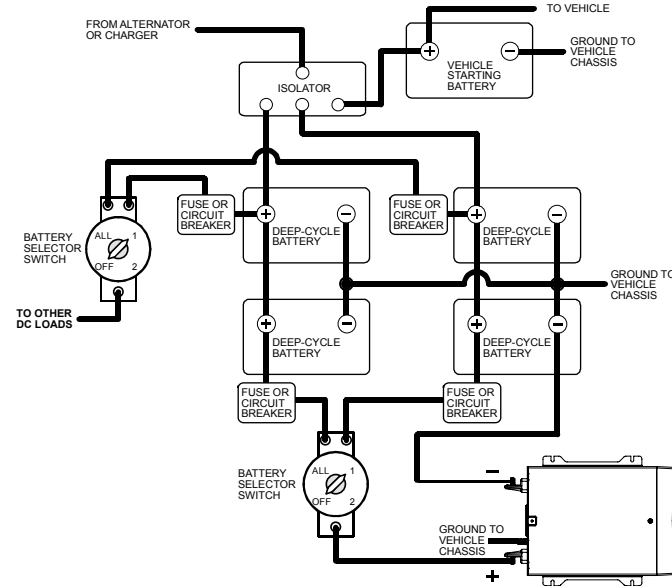 TO VEHICLE
FROM ALTERNATOR
OR CHARGER
GROUND TO
VEHICLE
CHASSIS
+
−
VEHICLE
STARTING
BATTERY
ISOLATOR
FUSE OR
CIRCUIT
BREAKER
+
−
DEEP-CYCLE
BATTERY
FUSE OR
CIRCUIT
BREAKER
+
−
DEEP-CYCLE
BATTERY
BATTERY
SELECTOR
SWITCH
ALL 1
OFF 2
GROUND TO
VEHICLE
CHASSIS
TO OTHER
DC LOADS
+
−
DEEP-CYCLE
BATTERY
+
−
DEEP-CYCLE
BATTERY
FUSE OR
CIRCUIT
BREAKER
FUSE OR
CIRCUIT
BREAKER
BATTERY
SELECTOR
SWITCH
ALL 1
OFF 2
−
GROUND TO
VEHICLE
CHASSIS
+